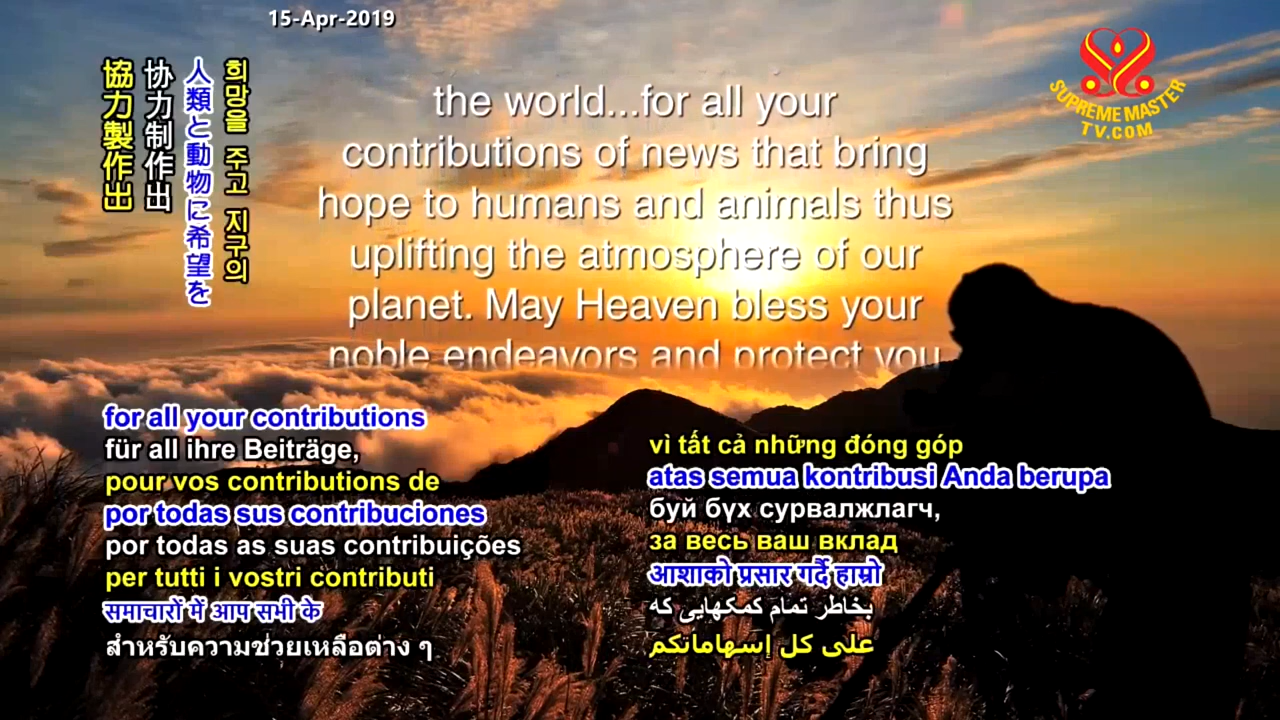 15-Apr-2019
SUPREME MASTER
TV.COM
協力製作出
协力制作出
人類と動物に希望を
희망을 주고 지구의
the world...for all your
contributions of news that bring
hope to humans and animals thus
uplifting the atmosphere of our
planet. May Heaven bless your
noble endeavors and protect you
for all your contributions
für all ihre Beiträge,
pour vos contributions de
por todas sus contribuciones
por todas as suas contribuições
per tutti i vostri contributi
समाचारों में आप सभी के
สำหรับความช่วยเหลือต่าง ๆ
vì tất cả những đóng góp
atas semua kontribusi Anda berupa
буй бүх сурвалжлагч,
за весь ваш вклад
आशाको प्रसार गर्दै हाम्रो
بخاطر تمام کمکهایی که
على كل إسهاماتكم